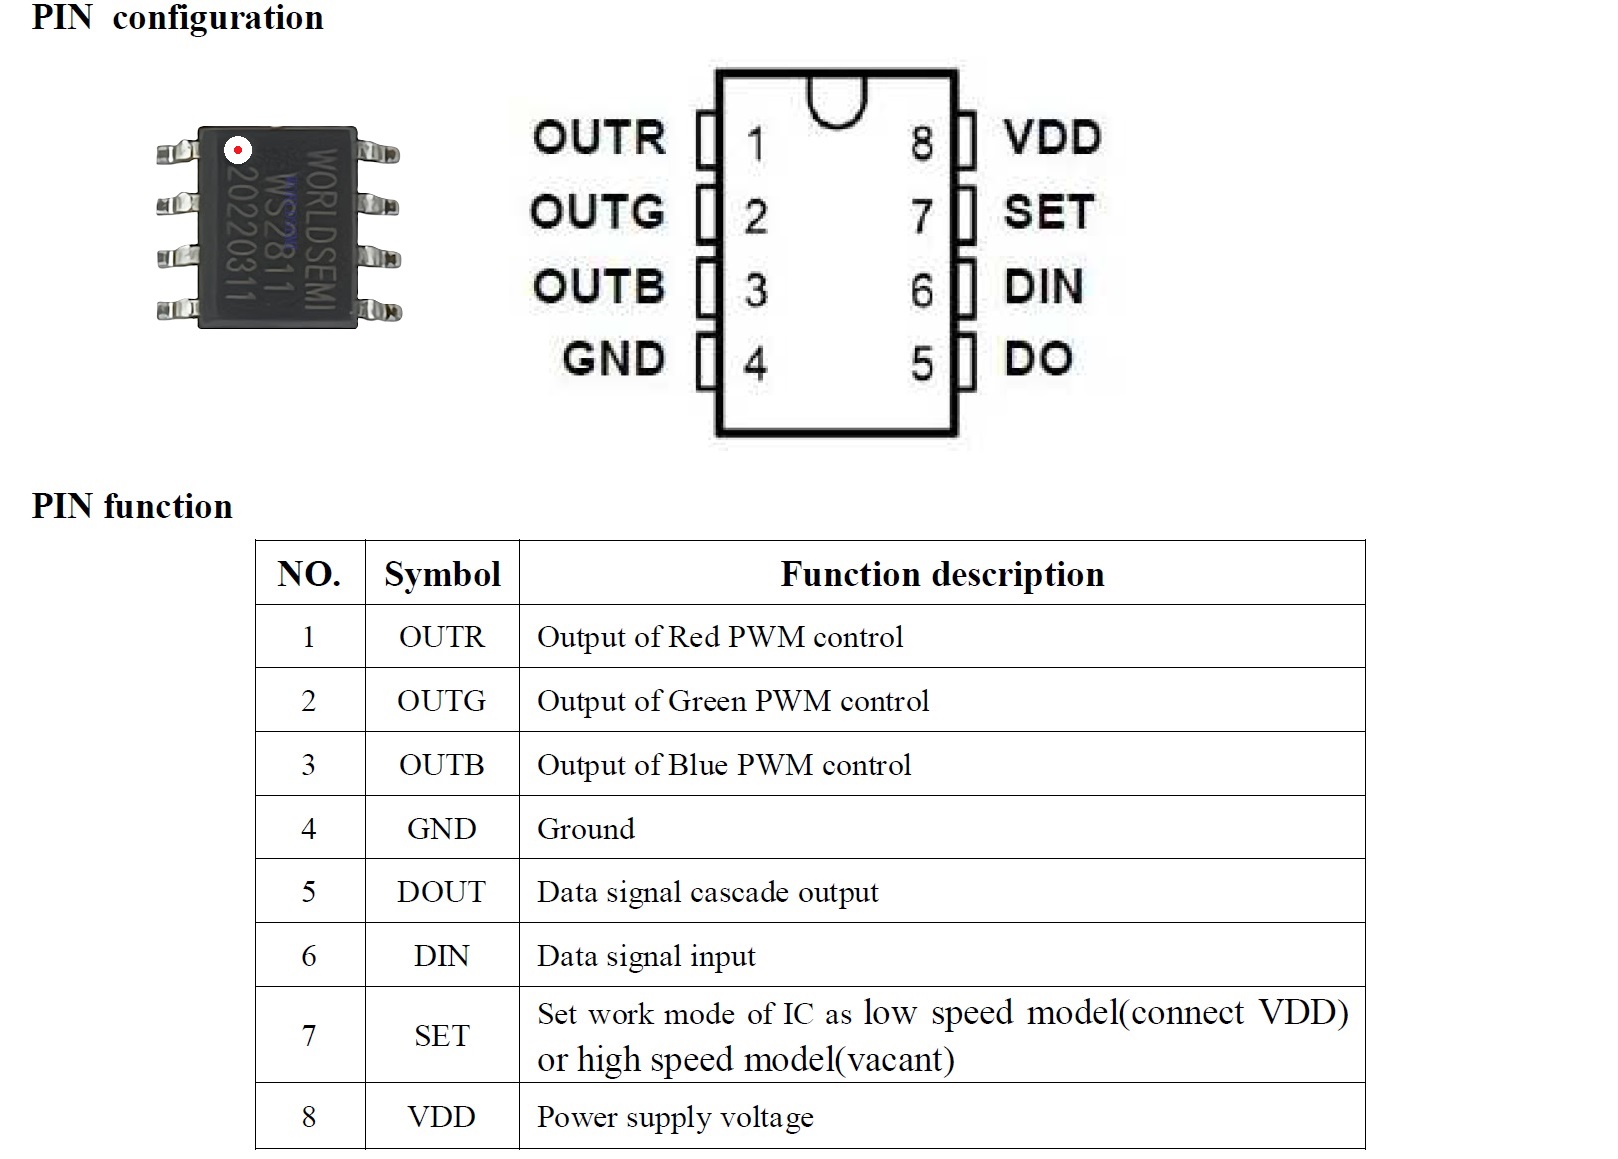 PIN configuration
WORLDSEMI
WS2811
20220311
OUTR 1 8 VDD
OUTG 2 7 SET
OUTB 3 6 DIN
GND 4 5 DO
PIN function
NO. Symbol Function description
1 OUTR Output of Red PWM control
2 OUTG Output of Green PWM control
3 OUTB Output of Blue PWM control
4 GND Ground
5 DOUT Data signal cascade output
6 DIN Data signal input
7 SET Set work mode of IC as low speed model(connect VDD)
or high speed model(vacant)
8 VDD Power supply voltage